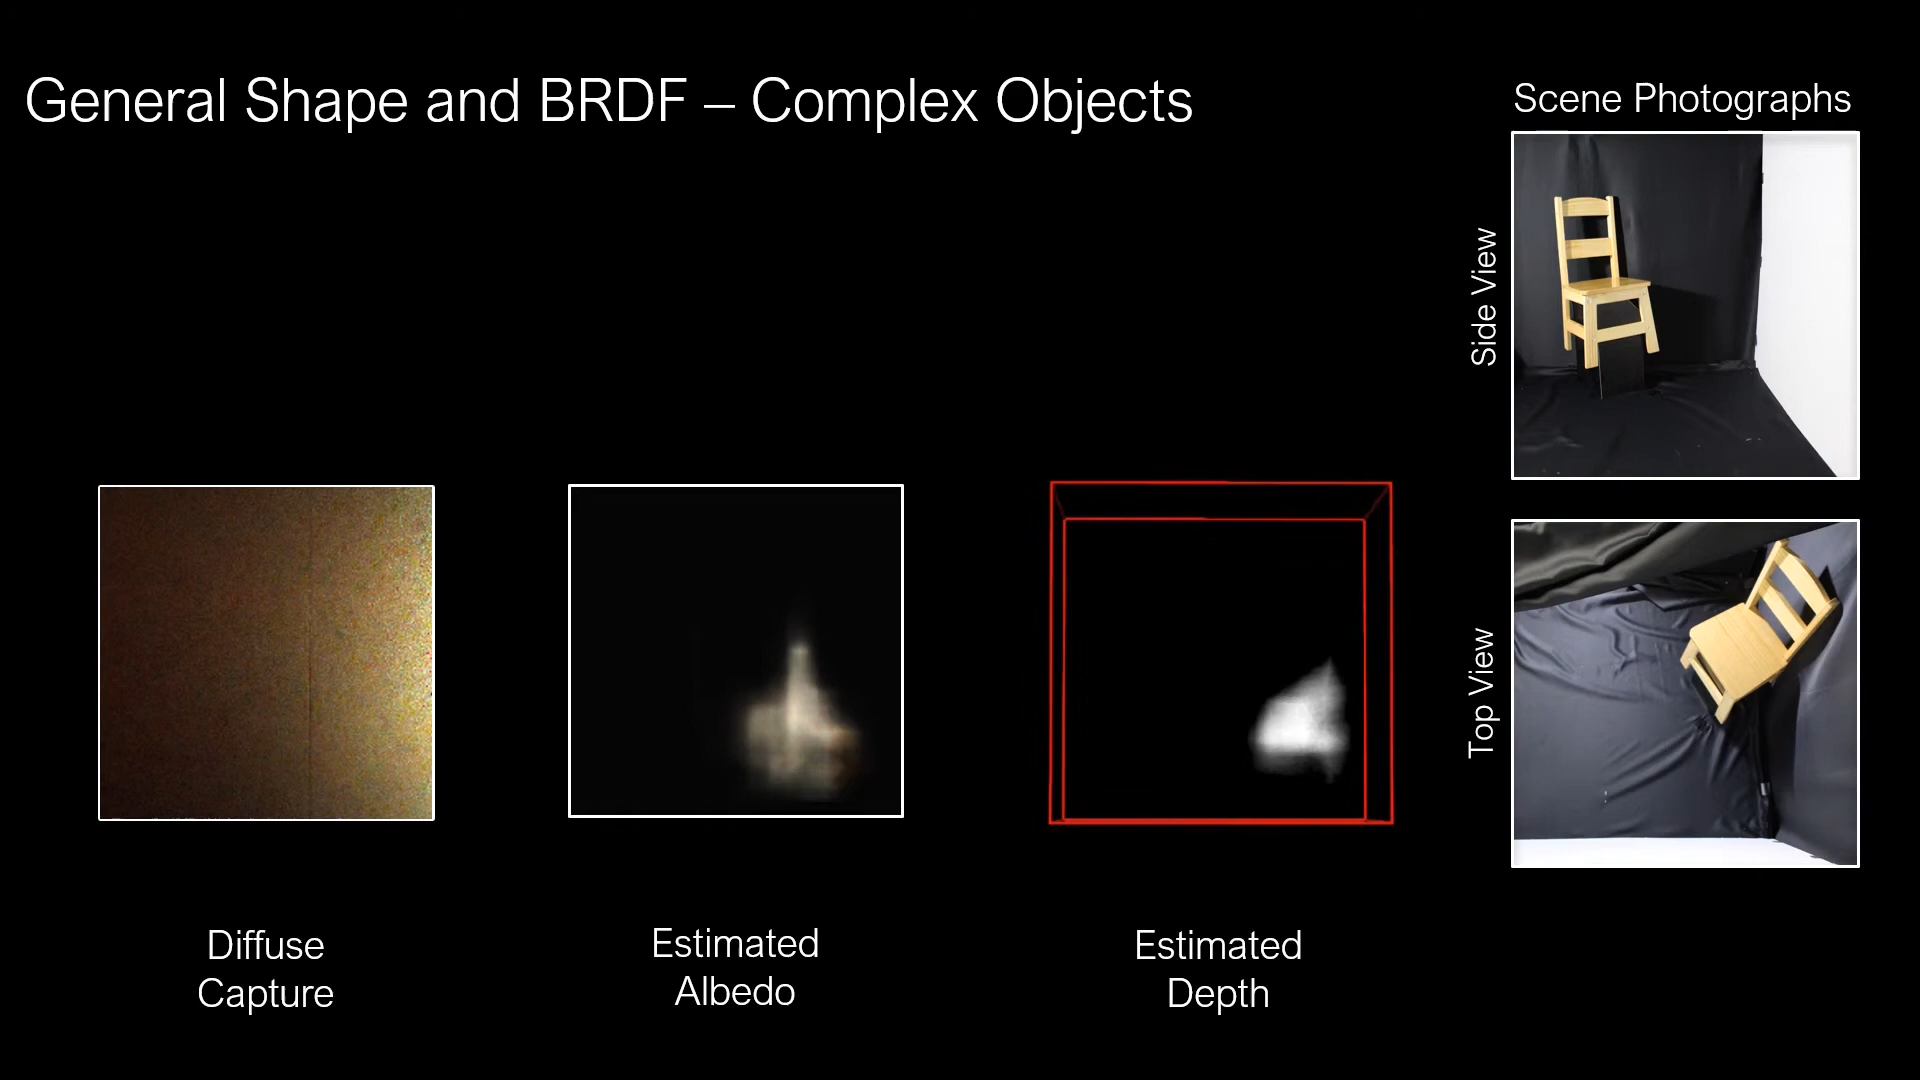 General Shape and BRDF – Complex Objects
Scene Photographs
Side View
Top View
Diffuse
Capture
Estimated
Albedo
Estimated
Depth